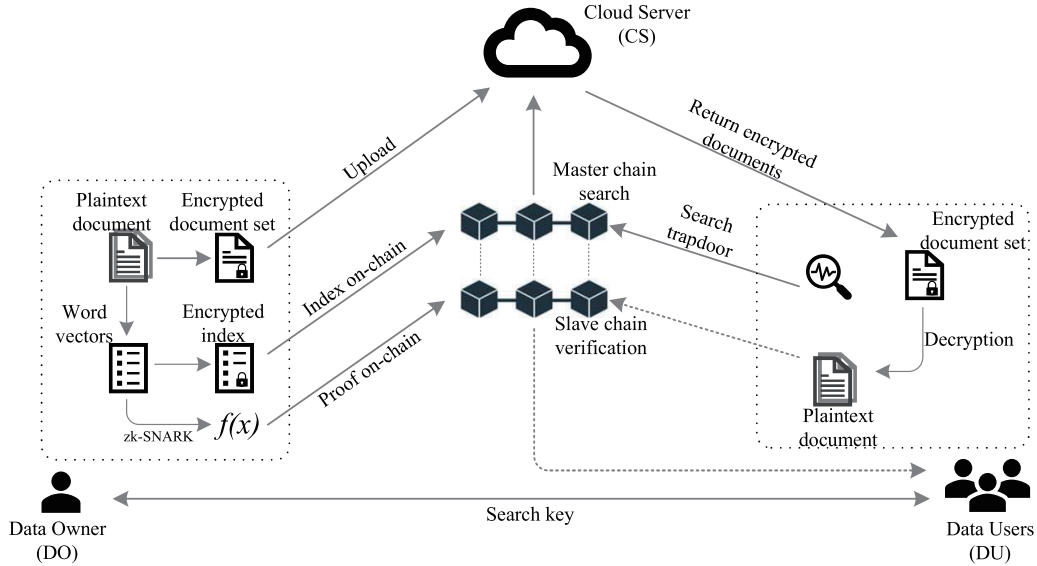 Cloud Server
(CS)
Upload
Return encrypted
documents
Plaintext
document
Encrypted
document set
Master chain
search
Search
trapdoor
Encrypted
document set
Index on-chain
Word
vectors
Encrypted
index
Slave chain
verification
Decryption
Proof on-chain
zk-SNARK
f(x)
Plaintext
document
Search key
Data Owner
(DO)
Data Users
(DU)